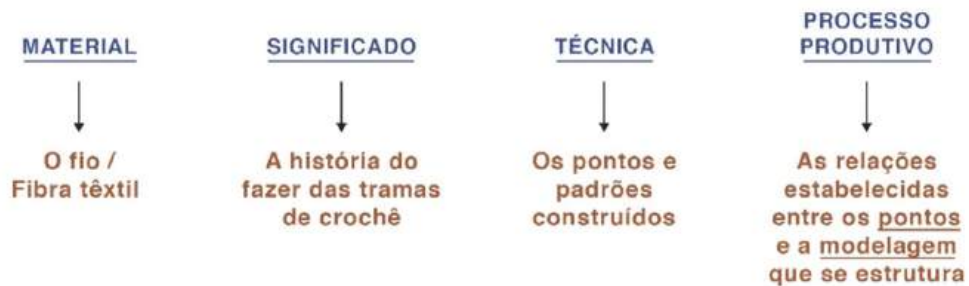 MATERIAL
O fio /
Fibra têxtil
SIGNIFICADO
A história do
fazer das tramas
de crochê
TÉCNICA
Os pontos e
padrões
construídos
PROCESSO
PRODUTIVO
As relações
estabelecidas
entre os pontos
e a modelagem
que se estrutura